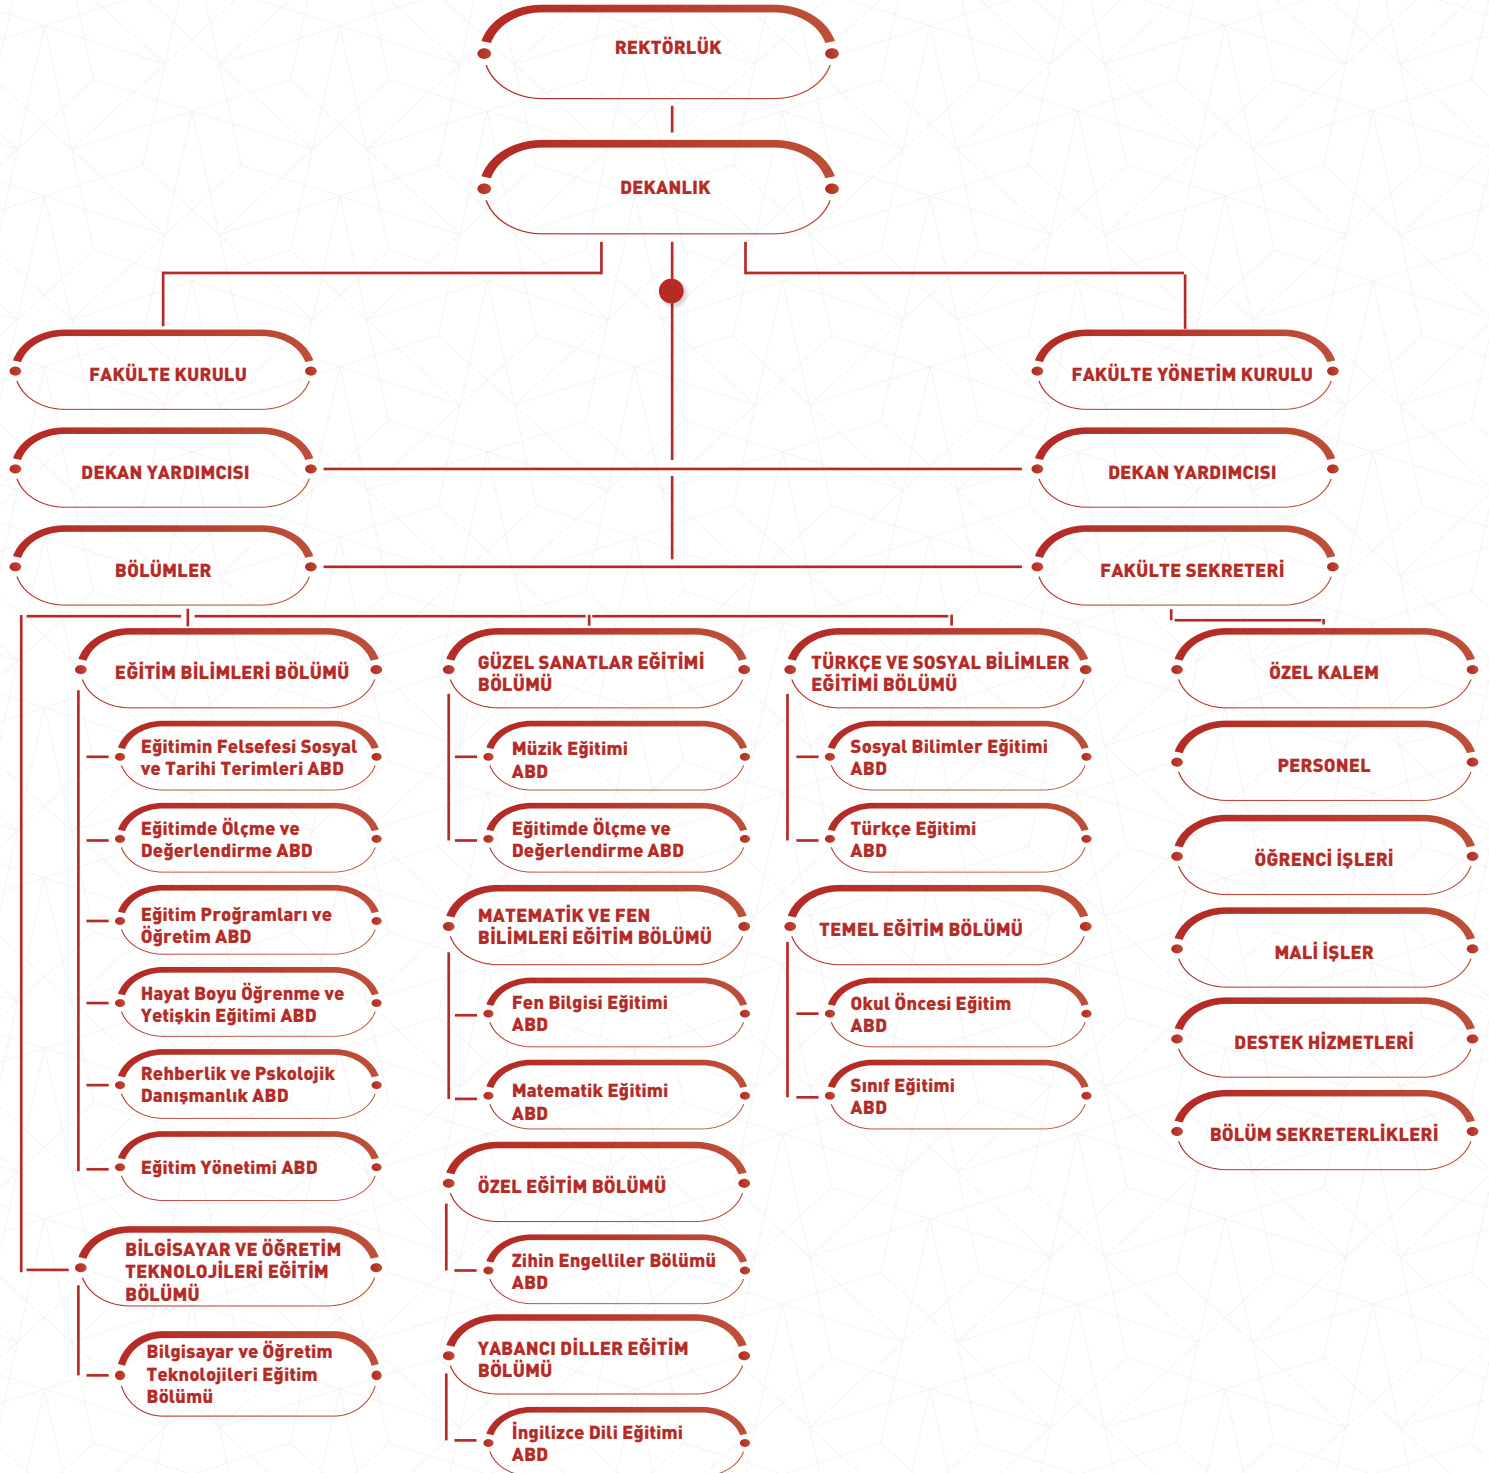 REKTÖRLÜK
DEKANLIK
FAKÜLTE KURULU
FAKÜLTE YÖNETİM KURULU
DEKAN YARDIMCISI
DEKAN YARDIMCISI
BÖLÜMLER
FAKÜLTE SEKRETERİ
EĞİTİM BİLİMLERİ BÖLÜMÜ
Eğitimin Felsefesi Sosyal
ve Tarihi Terimleri ABD
Eğitimde Ölçme ve
Değerlendirme ABD
Eğitim Proğramları ve
Öğretim ABD
Hayat Boyu Öğrenme ve
Yetişkin Eğitimi ABD
Rehberlik ve Pskolojik
Danışmanlık ABD
Eğitim Yönetimi ABD
BİLGİSAYAR VE ÖĞRETİM
TEKNOLOJİLERİ EĞİTİM
BÖLÜMÜ
Bilgisayar ve Öğretim
Teknolojileri Eğitim
Bölümü
GÜZEL SANATLAR EĞİTİMİ
BÖLÜMÜ
Müzik Eğitimi
ABD
Eğitimde Ölçme ve
Değerlendirme ABD
MATEMATİK VE FEN
BİLİMLERİ EĞİTİM BÖLÜMÜ
Fen Bilgisi Eğitimi
ABD
Matematik Eğitimi
ABD
ÖZEL EĞİTİM BÖLÜMÜ
Zihin Engelliler Bölümü
ABD
YABANCI DİLLER EĞİTİM
BÖLÜMÜ
İngilizce Dili Eğitimi
ABD
TÜRKÇE VE SOSYAL BİLİMLER
EĞİTİMİ BÖLÜMÜ
Sosyal Bilimler Eğitimi
ABD
Türkçe Eğitimi
ABD
TEMEL EĞİTİM BÖLÜMÜ
Okul Öncesi Eğitim
ABD
Sınıf Eğitimi
ABD
ÖZEL KALEM
PERSONEL
ÖĞRENCİ İŞLERİ
MALİ İŞLER
DESTEK HİZMETLERİ
BÖLÜM SEKRETERLİKLERİ